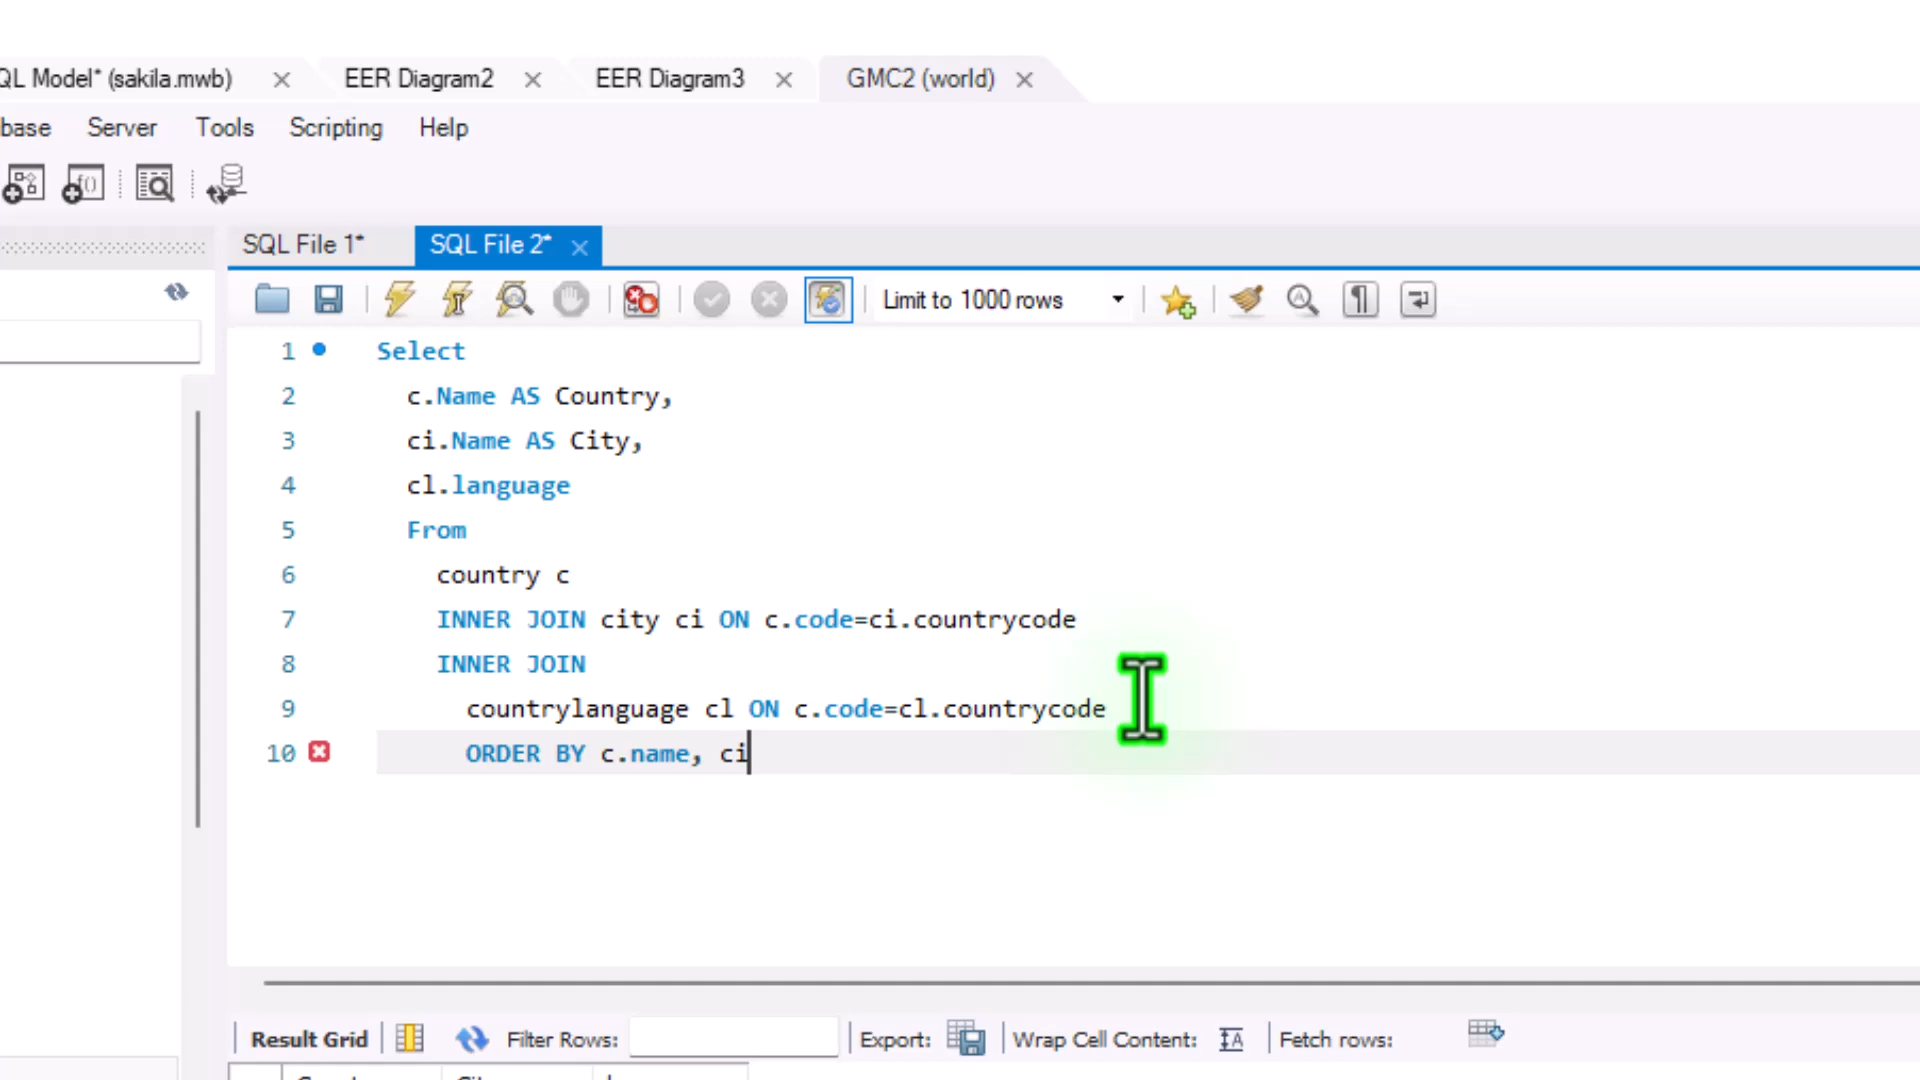 QL Model* (sakila.mwb) EER Diagram2 EER Diagram3 GMC2 (world)
base Server Tools Scripting Help
SQL File 1* SQL File 2*
Limit to 1000 rows
1 Select
2 c.Name AS Country,
3 ci.Name AS City,
4 cl.language
5 From
6 country c
7 INNER JOIN city ci ON c.code=ci.countrycode
8 INNER JOIN
9 countrylanguage cl ON c.code=cl.countrycode
10 ORDER BY c.name, ci
Result Grid Filter Rows: Export: Wrap Cell Content: Fetch rows: